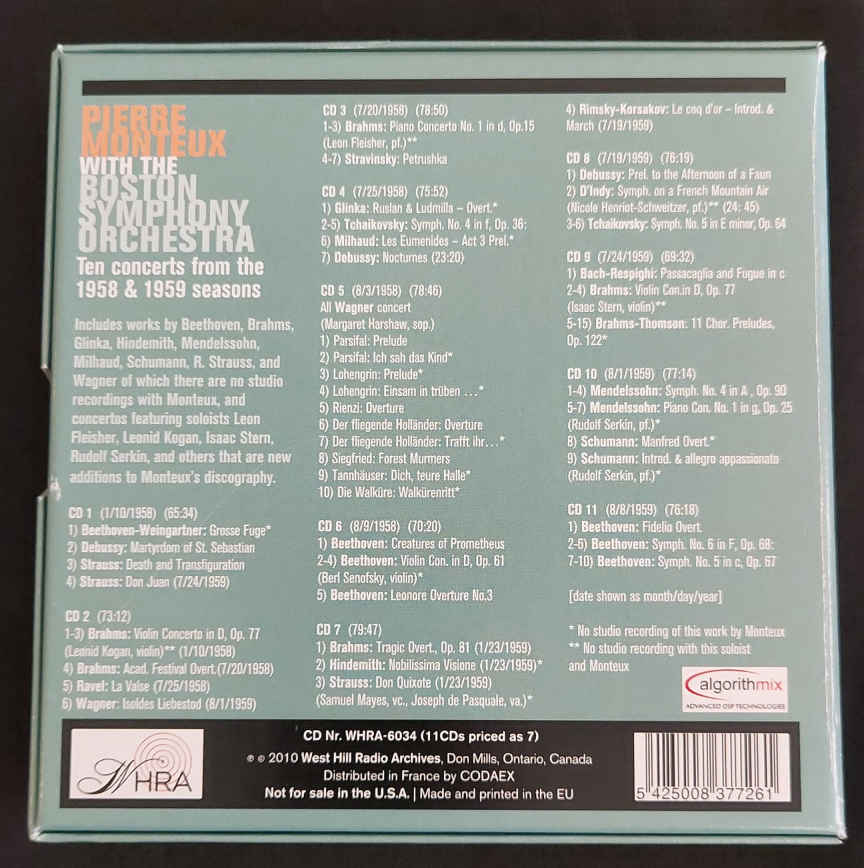 PIERRE
MONTEUX
WITH THE
BOSTON
SYMPHONY
ORCHESTRA
Ten concerts from the
1958 & 1959 seasons
Includes works by Beethoven, Brahms,
Glinka, Hindemith, Mendelssohn,
Milhaud, Schumann, R. Strauss, and
Wagner of which there are no studio
recordings with Monteux, and
concertos featuring soloists Leon
Fleisher, Leonid Kogan, Isaac Stern,
Rudolf Serkin, and others that are new
additions to Monteux's discography.
CD 1 (1/10/1958) (65:34)
1) Beethoven-Weingartner: Grosse Fuge*
2) Debussy: Martyrdom of St. Sebastian
3) Strauss: Death and Transfiguration
4) Strauss: Don Juan (7/24/1959)
CD 2 (73:12)
1-3) Brahms: Violin Concerto in D, Op. 77
(Leonid Kogan, violin)** (1/10/1958)
4) Brahms: Acad. Festival Overt.(7/20/1958)
5) Ravel: La Valse (7/25/1958)
6) Wagner: Isoldes Liebestod (8/1/1959)
CD 3 (7/20/1958) (78:50)
1-3) Brahms: Piano Concerto No. 1 in d, Op.15
(Leon Fleisher, pf.)**
4-7) Stravinsky: Petrushka
CD 4 (7/25/1958) (75:52)
1) Glinka: Ruslan & Ludmilla – Overt.*
2-5) Tchaikovsky: Symph. No. 4 in f, Op. 36:
6) Milhaud: Les Eumenides – Act 3 Prel.*
7) Debussy: Nocturnes (23:20)
CD 5 (8/3/1958) (78:46)
All Wagner concert
(Margaret Harshaw, sop.)
1) Parsifal: Prelude
2) Parsifal: Ich sah das Kind*
3) Lohengrin: Prelude*
4) Lohengrin: Einsam in trüben ...*
5) Rienzi: Overture
6) Der fliegende Holländer: Overture
7) Der fliegende Holländer: Trafft ihr...*
8) Siegfried: Forest Murmers
9) Tannhäuser: Dich, teure Halle*
10) Die Walküre: Walkürenritt*
CD 6 (8/9/1958) (70:20)
1) Beethoven: Creatures of Prometheus
2-4) Beethoven: Violin Con. in D, Op. 61
(Berl Senofsky, violin)*
5) Beethoven: Leonore Overture No.3
CD 7 (79:47)
1) Brahms: Tragic Overt., Op. 81 (1/23/1959)
2) Hindemith: Nobilissima Visione (1/23/1959)*
3) Strauss: Don Quixote (1/23/1959)
(Samuel Mayes, vc., Joseph de Pasquale, va.)*
4) Rimsky-Korsakov: Le coq d'or – Introd. &
March (7/19/1959)
CD 8 (7/19/1959) (76:19)
1) Debussy: Prel. to the Afternoon of a Faun
2) D'Indy: Symph. on a French Mountain Air
(Nicole Henriot-Schweitzer, pf.)** (24: 45)
3-6) Tchaikovsky: Symph. No. 5 in E minor, Op. 64
CD 9 (7/24/1959) (69:32)
1) Bach-Respighi: Passacaglia and Fugue in c
2-4) Brahms: Violin Con.in D, Op. 77
(Isaac Stern, violin)**
5-15) Brahms-Thomson: 11 Chor. Preludes,
Op. 122*
CD 10 (8/1/1959) (77:14)
1-4) Mendelssohn: Symph. No. 4 in A , Op. 90
5-7) Mendelssohn: Piano Con. No. 1 in g, Op. 25
(Rudolf Serkin, pf.)*
8) Schumann: Manfred Overt.*
9) Schumann: Introd. & allegro appassionato
(Rudolf Serkin, pf.)*
CD 11 (8/8/1959) (76:18)
1) Beethoven: Fidelio Overt.
2-6) Beethoven: Symph. No. 6 in F, Op. 68:
7-10) Beethoven: Symph. No. 5 in c, Op. 67
[date shown as month/day/year]
* No studio recording of this work by Monteux
** No studio recording with this soloist
and Monteux
algorithmix
ADVANCED DSP TECHNOLOGIES
WHRA
CD Nr. WHRA-6034 (11CDs priced as 7)
℗ © 2010 West Hill Radio Archives, Don Mills, Ontario, Canada
Distributed in France by CODAEX
Not for sale in the U.S.A. | Made and printed in the EU
5 425008 377261